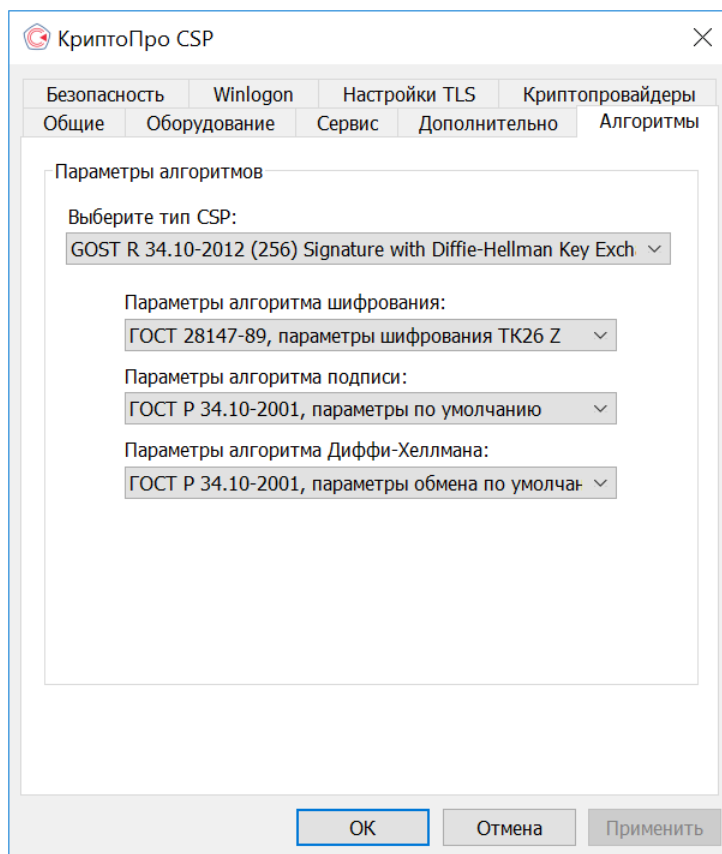 КриптоПро CSP
Безопасность Winlogon Настройки TLS Криптопровайдеры
Общие Оборудование Сервис Дополнительно Алгоритмы
Параметры алгоритмов
Выберите тип CSP:
GOST R 34.10-2012 (256) Signature with Diffie-Hellman Key Exch
Параметры алгоритма шифрования:
ГОСТ 28147-89, параметры шифрования ТК26 Z
Параметры алгоритма подписи:
ГОСТ Р 34.10-2001, параметры по умолчанию
Параметры алгоритма Диффи-Хеллмана:
ГОСТ Р 34.10-2001, параметры обмена по умолчан
ОК Отмена Применить